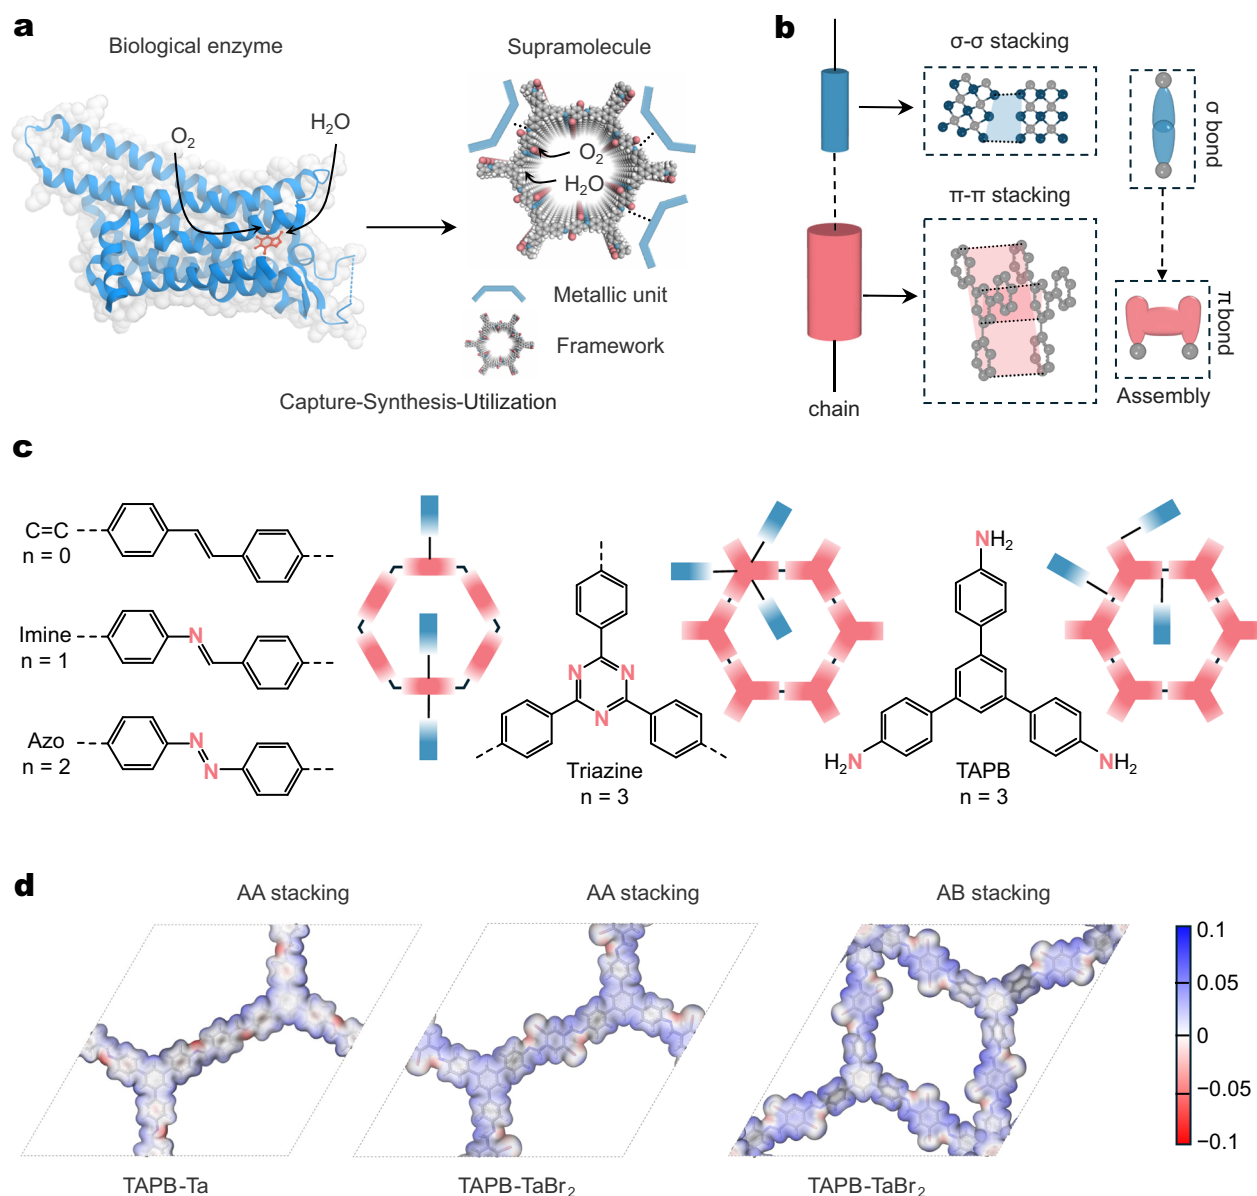 a
Biological enzyme
O₂
H₂O
Supramolecule
O₂
H₂O
Metallic unit
Framework
Capture-Synthesis-Utilization
b
σ-σ stacking
σ bond
π-π stacking
π bond
chain
Assembly
c
C=C
n = 0
Imine
n = 1
N
Azo
n = 2
N
N
N
N
N
Triazine
n = 3
NH₂
H₂N
NH₂
TAPB
n = 3
d
AA stacking
AA stacking
AB stacking
0.1
0.05
0
−0.05
−0.1
TAPB-Ta
TAPB-TaBr₂
TAPB-TaBr₂